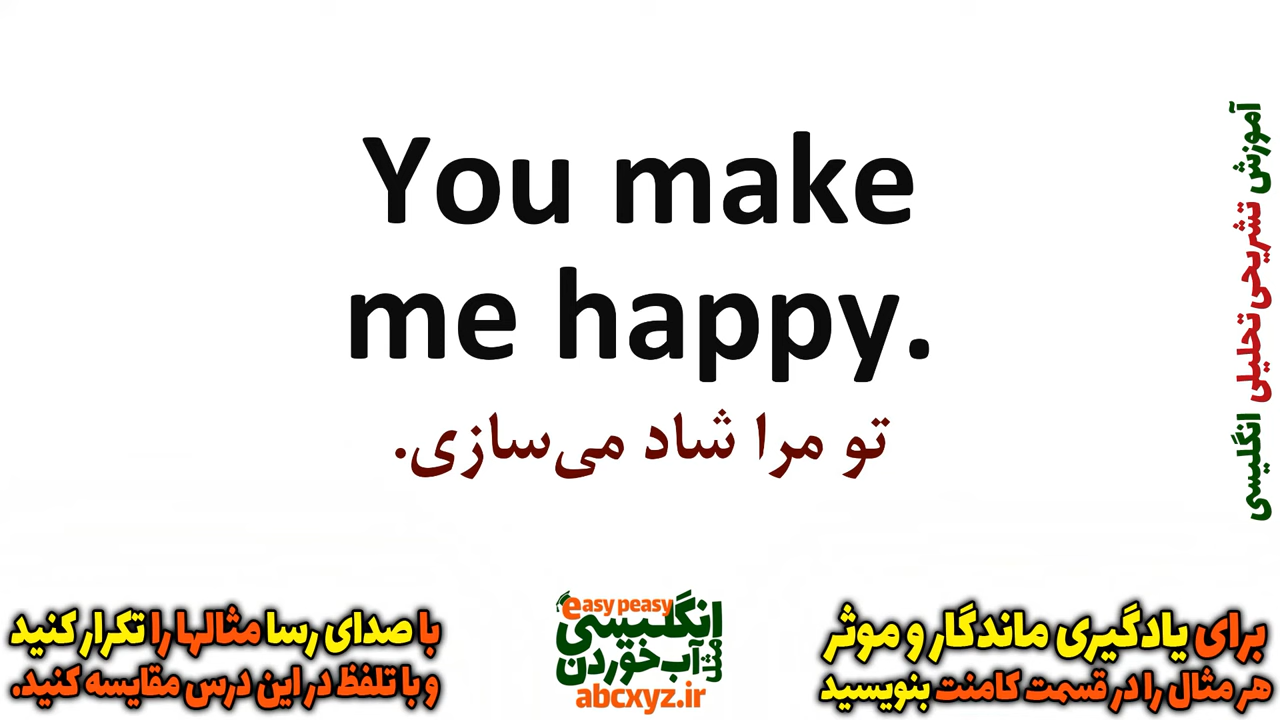 You make
me happy.
تو مرا شاد می‌سازی.
آموزش تشریحی تحلیلی انگلیسی
برای یادگیری ماندگار و موثر
هر مثال را در قسمت کامنت بنویسید
easy peasy
انگلیسی
مثل آب خوردن
abcxyz.ir
با صدای رسا مثالها را تکرار کنید
و با تلفظ در این درس مقایسه کنید.